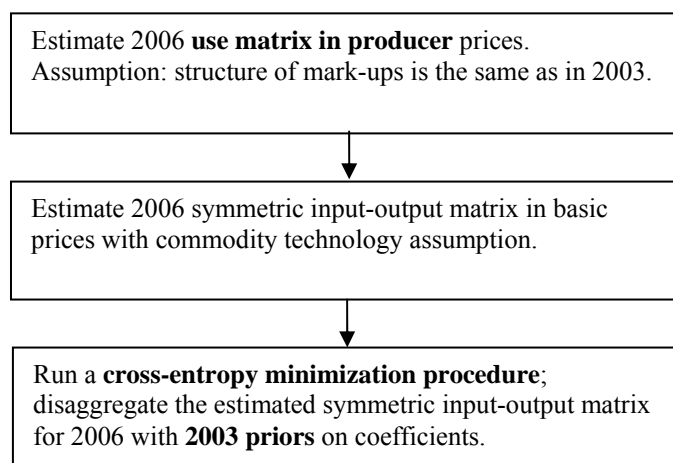 Estimate 2006 use matrix in producer prices.
Assumption: structure of mark-ups is the same as in 2003.
Estimate 2006 symmetric input-output matrix in basic
prices with commodity technology assumption.
Run a cross-entropy minimization procedure;
disaggregate the estimated symmetric input-output matrix
for 2006 with 2003 priors on coefficients.